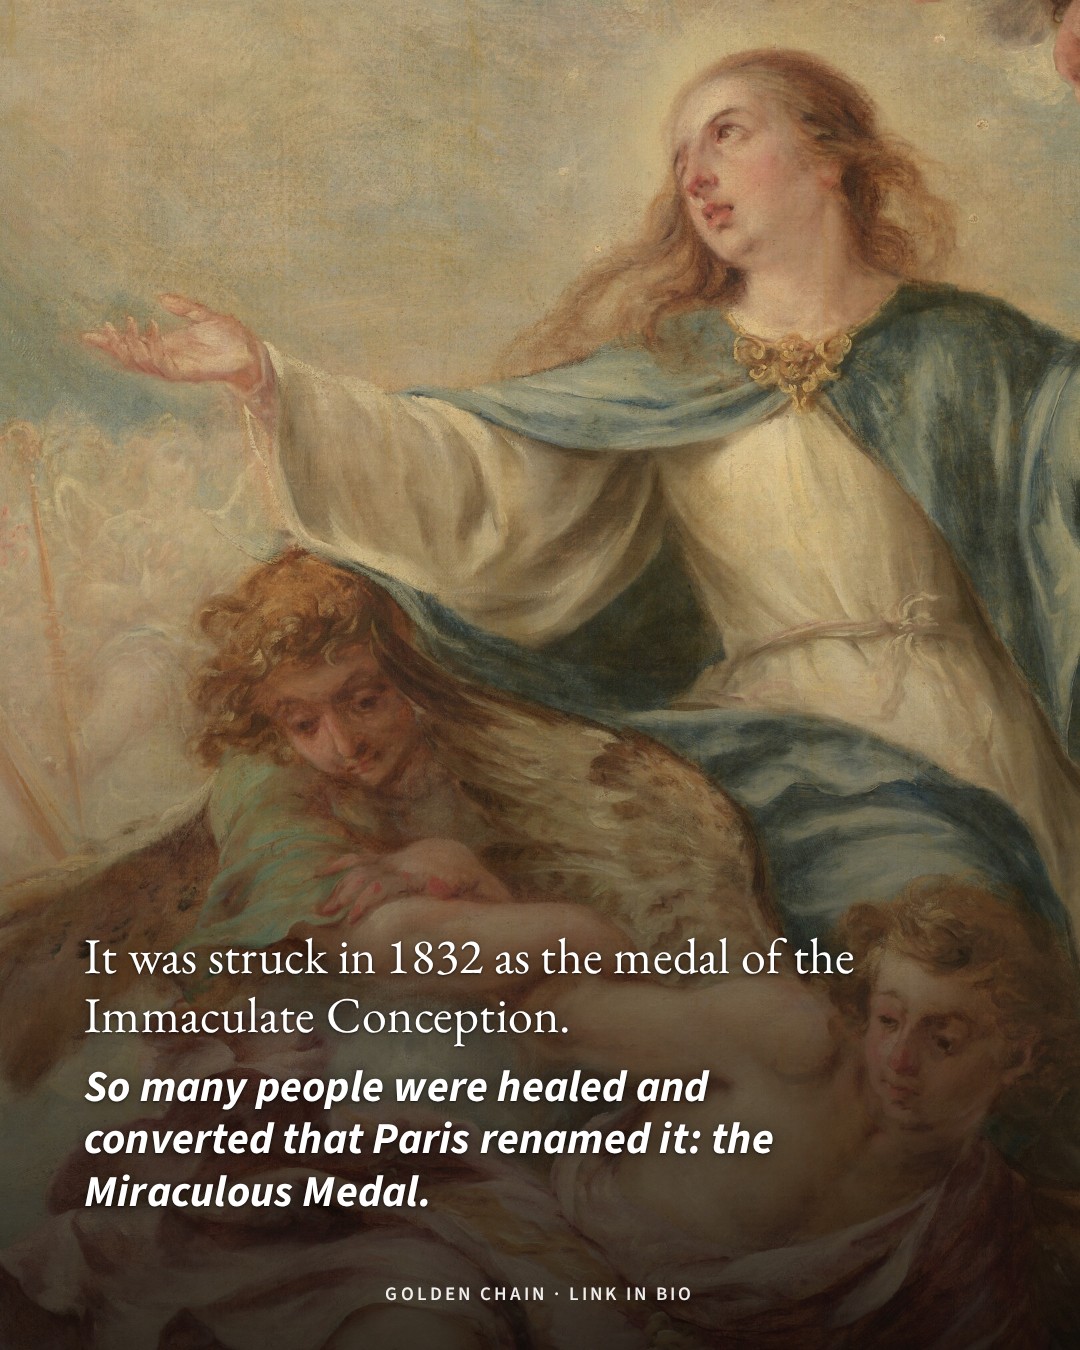 It was struck in 1832 as the medal of the
Immaculate Conception.
So many people were healed and
converted that Paris renamed it: the
Miraculous Medal.
GOLDEN CHAIN · LINK IN BIO